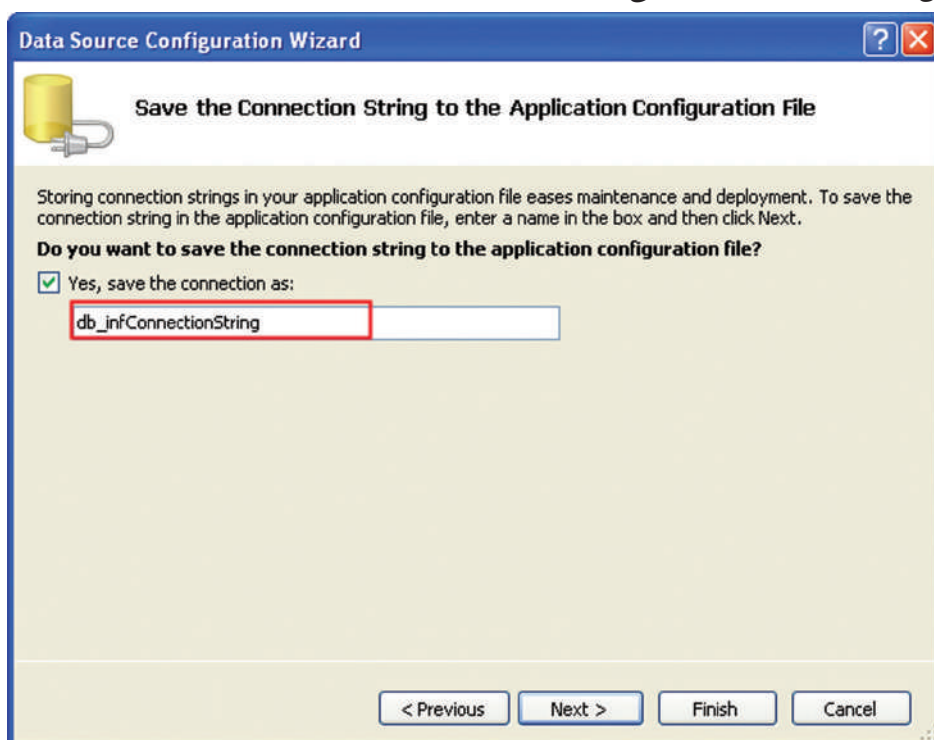 Data Source Configuration Wizard
Save the Connection String to the Application Configuration File
Storing connection strings in your application configuration file eases maintenance and deployment. To save the
connection string in the application configuration file, enter a name in the box and then click Next.
Do you want to save the connection string to the application configuration file?
Yes, save the connection as:
db_infConnectionString
< Previous
Next >
Finish
Cancel